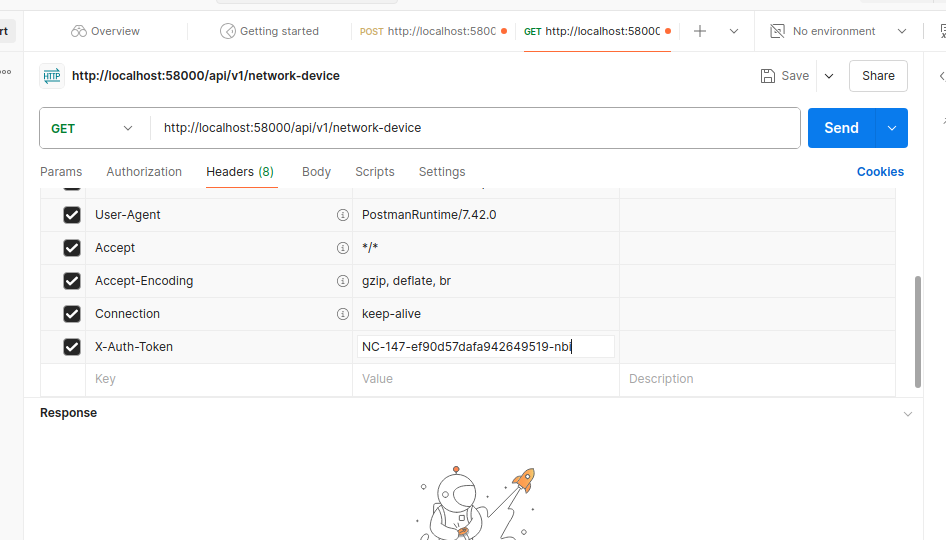 rt
Overview
Getting started
POST http://localhost:5800
GET http://localhost:5800
No environment
HTTP http://localhost:58000/api/v1/network-device
Save
Share
GET http://localhost:58000/api/v1/network-device
Send
Params Authorization Headers (8) Body Scripts Settings Cookies
User-Agent PostmanRuntime/7.42.0
Accept */*
Accept-Encoding gzip, deflate, br
Connection keep-alive
X-Auth-Token NC-147-ef90d57dafa942649519-nbi
Key Value Description
Response